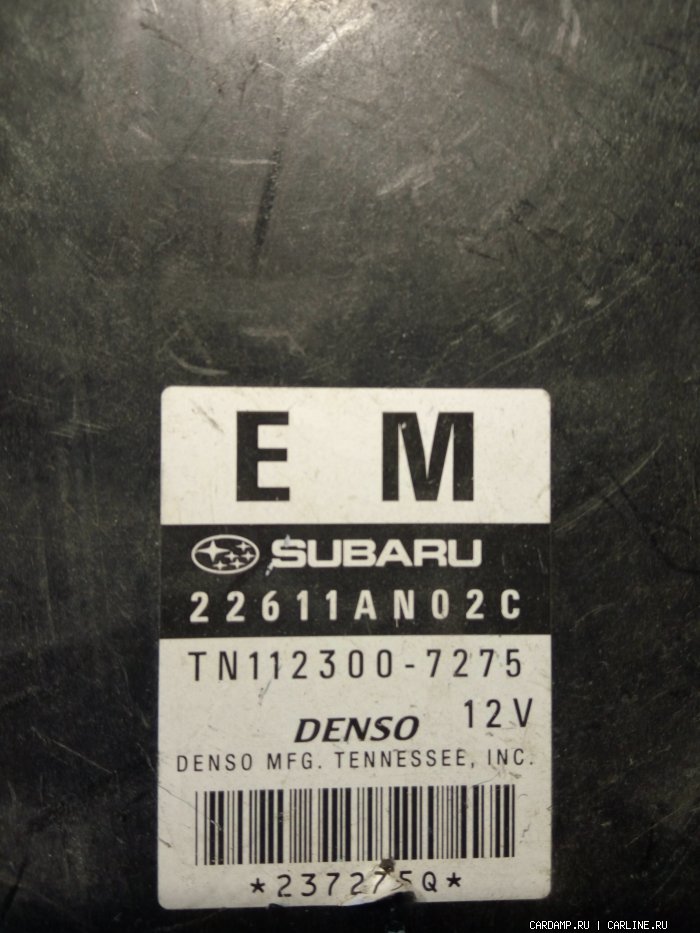 E M
SUBARU
22611AN02C
TN112300-7275
12V
DENSO
DENSO MFG. TENNESSEE, INC.
*237275Q*
CARDAMP.RU | CARLINE.RU